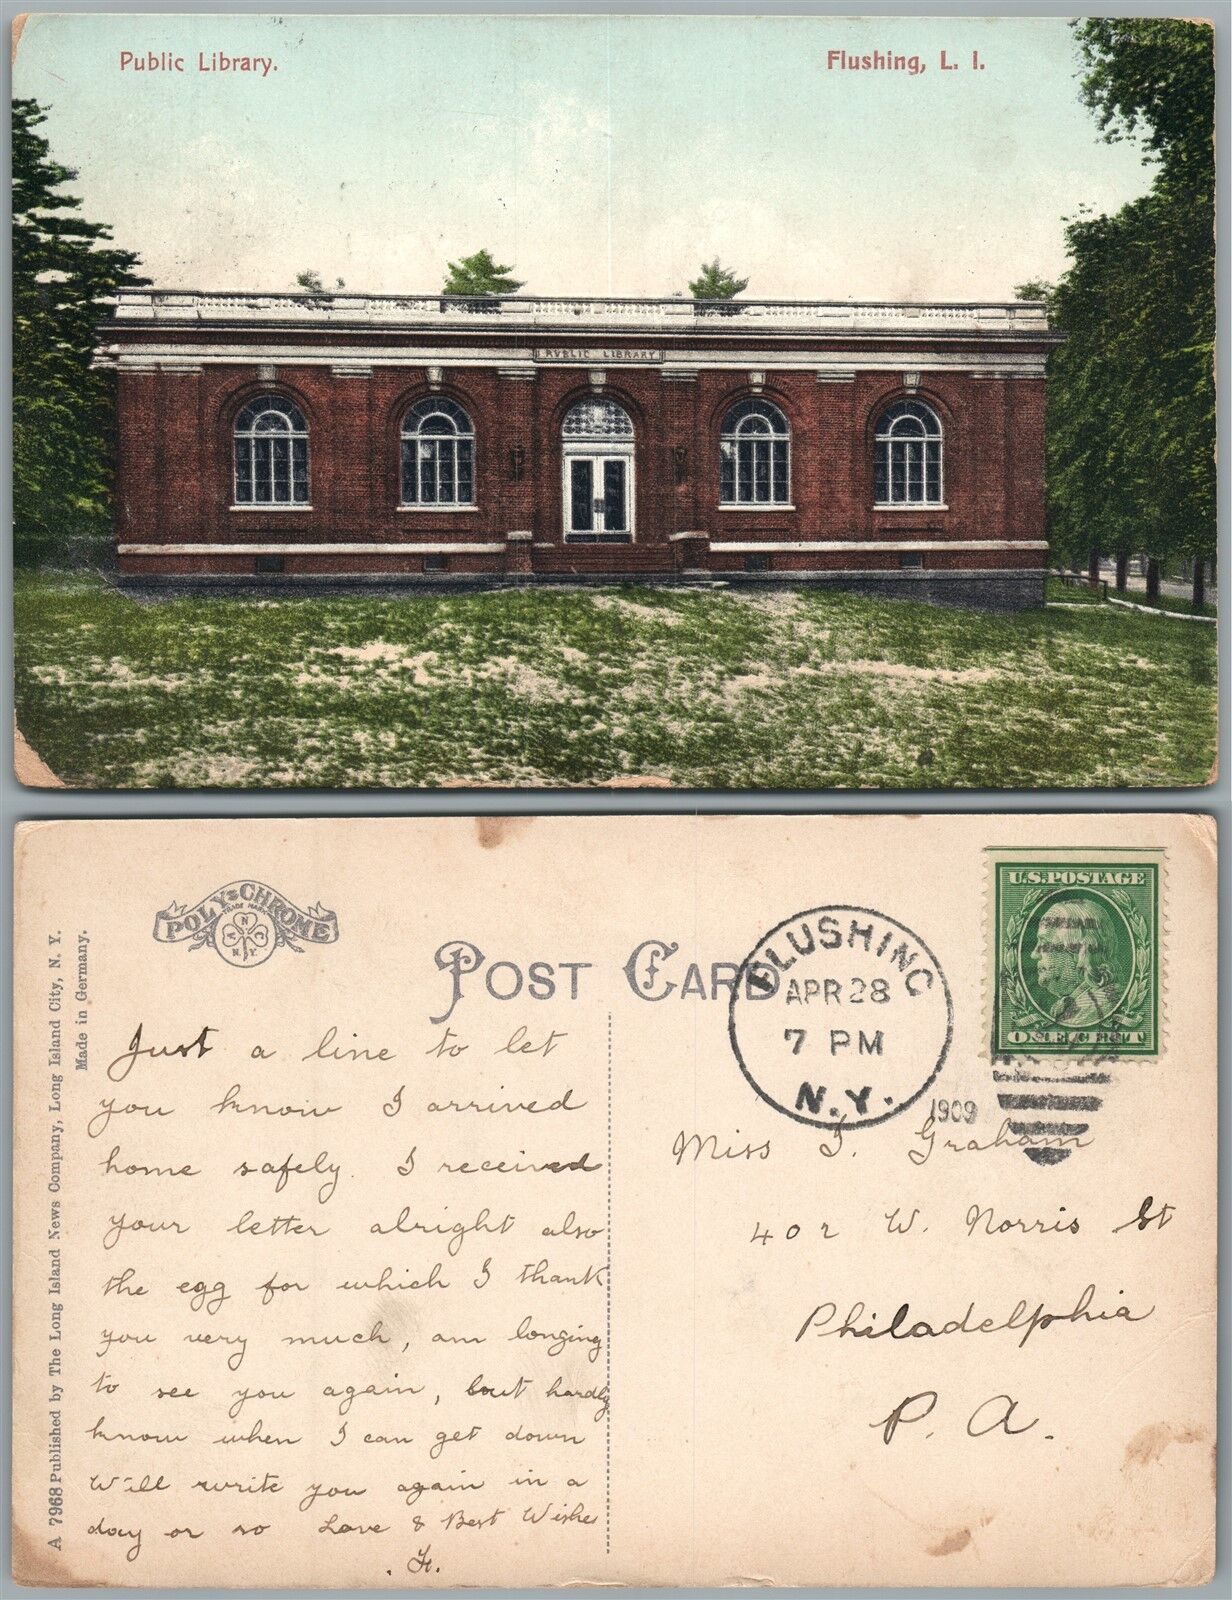 Public Library.
Flushing, L. I.
PVBLIC LIBRARY
POLY-CHROME
TRADE MARK
N
A C
N.Y.
POST CARD
FLUSHING
APR 28
7 PM
N.Y.
1909
U.S. POSTAGE
ONE CENT
A 7968 Published by The Long Island News Company, Long Island City, N. Y.
Made in Germany.
Just a line to let
you know I arrived
home safely. I received
your letter alright also
the egg for which I thank
you very much, am longing
to see you again, but hardly
know when I can get down
Will write you again in a
day or so Love & Best Wishes
Miss I. Graham
402 W. Norris St
Philadelphia
P. A.